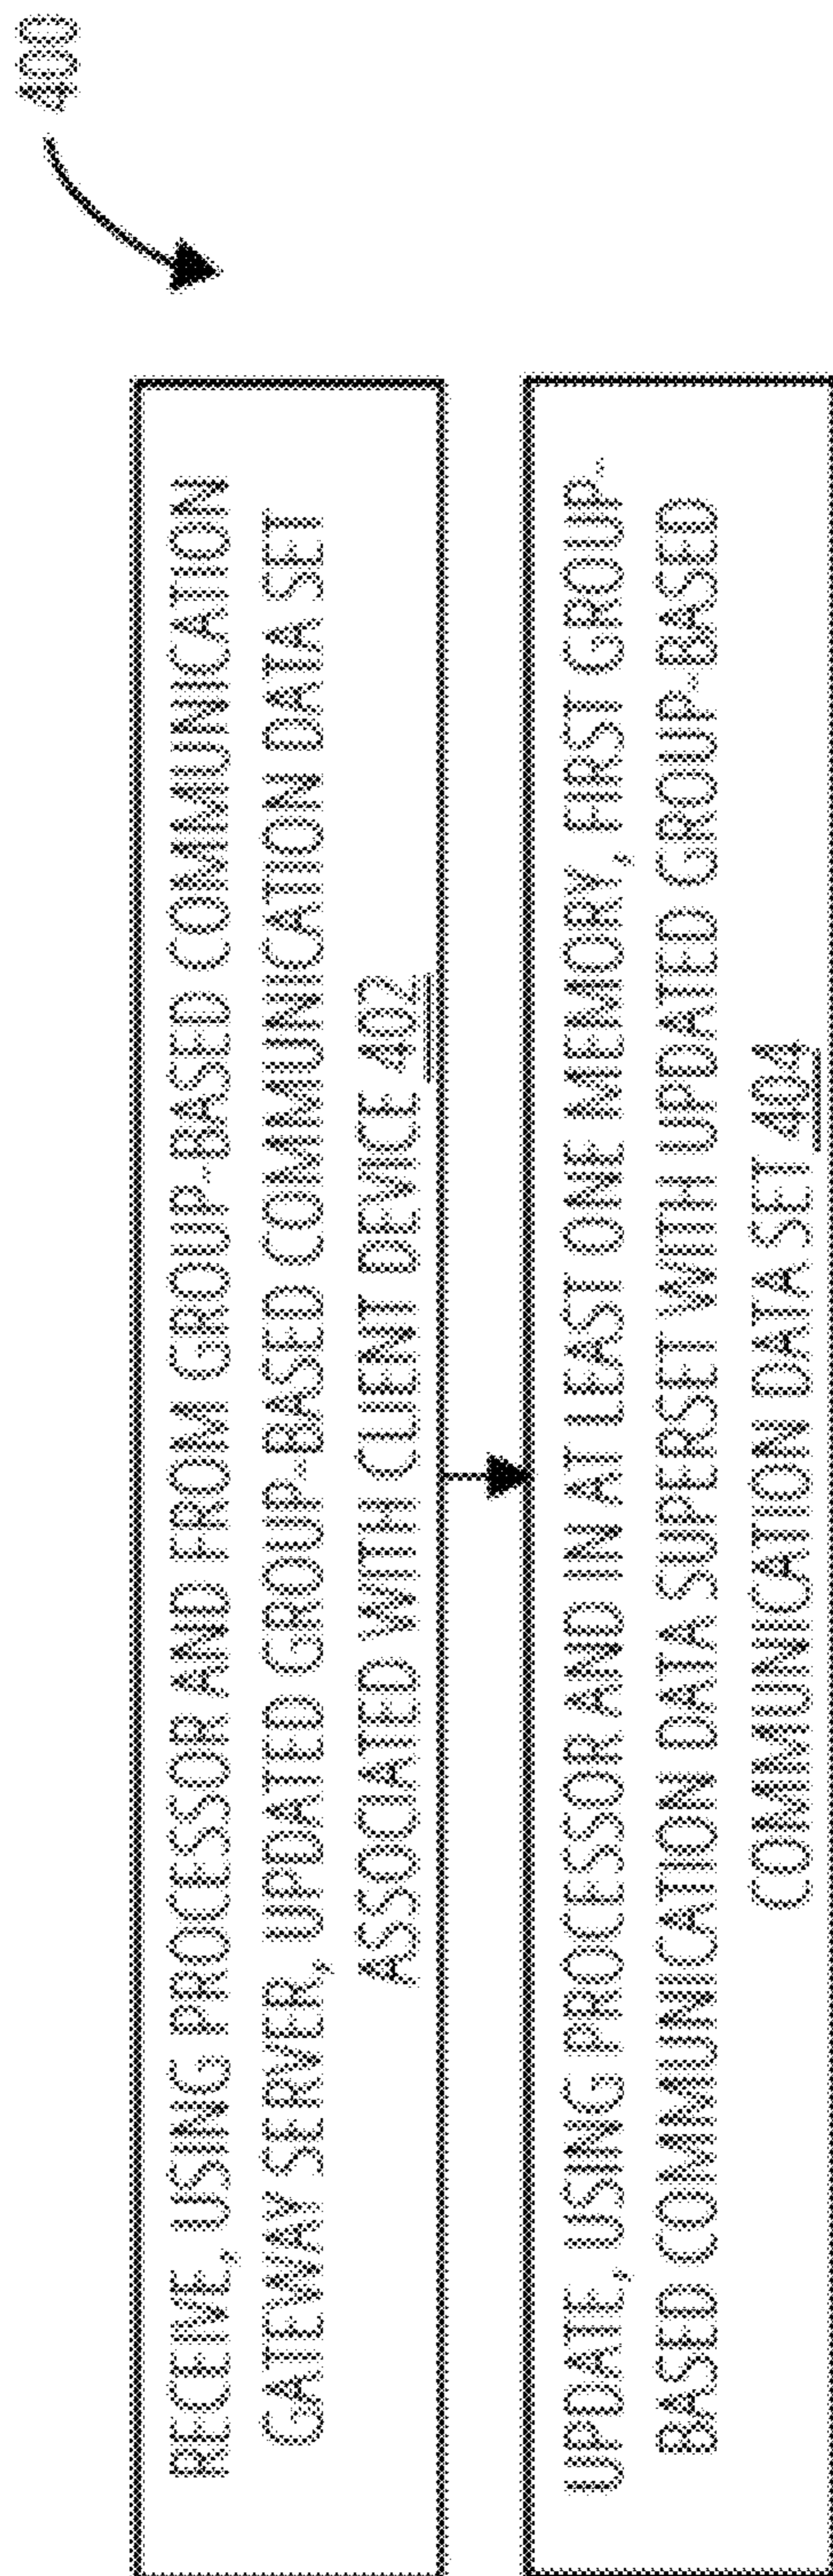 400
RECEIVE, USING PROCESSOR AND FROM GROUP-BASED COMMUNICATION
GATEWAY SERVER, UPDATED GROUP-BASED COMMUNICATION DATA SET
ASSOCIATED WITH CLIENT DEVICE 402
UPDATE, USING PROCESSOR AND IN AT LEAST ONE MEMORY, FIRST GROUP-
BASED COMMUNICATION DATA SUPERSET WITH UPDATED GROUP-BASED
COMMUNICATION DATA SET 404